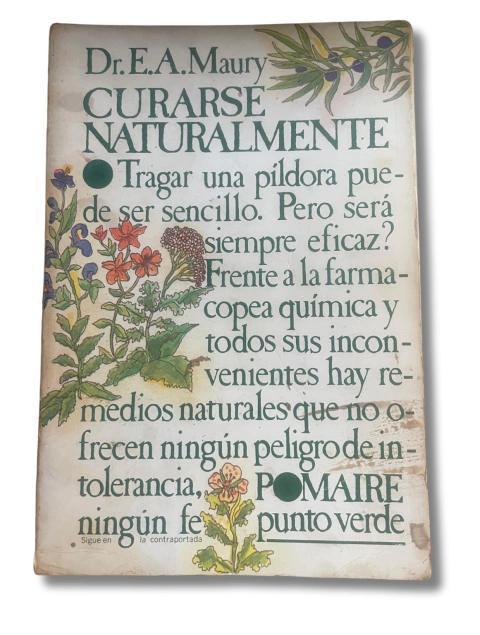 Dr. E. A. Maury
CURARSE
NATURALMENTE
Tragar una píldora pue-
de ser sencillo. Pero será
siempre eficaz?
Frente a la farma-
copea química y
todos sus incon-
venientes hay re-
medios naturales que no o-
frecen ningún peligro de in-
tolerancia,
POMAIRE
ningún fe
punto verde
Sigue en la contraportada